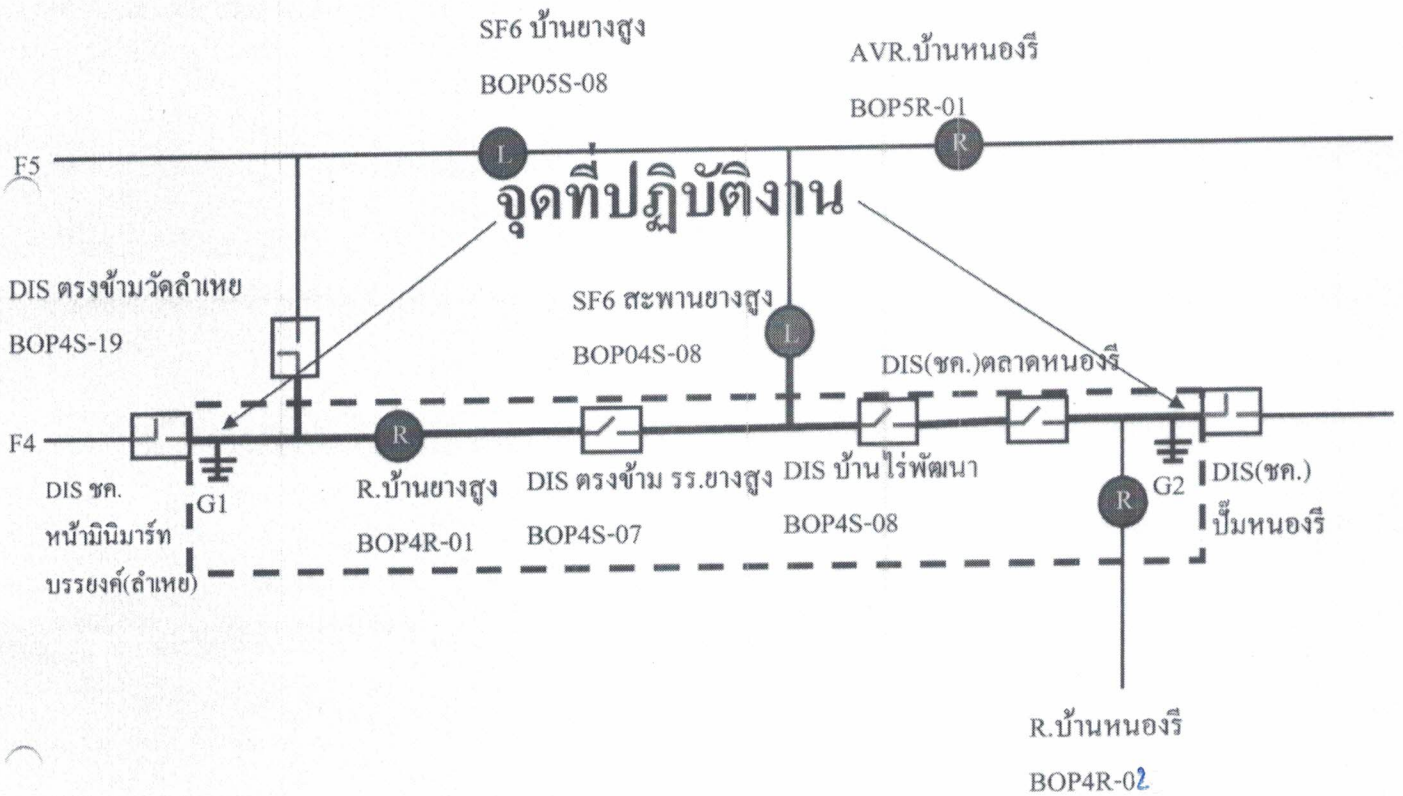 SF6 บ้านยางสูง
BOP05S-08
AVR.บ้านหนองรี
BOP5R-01
F5
L
R
จุดที่ปฏิบัติงาน
DIS ตรงข้ามวัดลำเหย
BOP4S-19
SF6 สะพานยางสูง
BOP04S-08
L
DIS(ชค.)ตลาดหนองรี
F4
R
DIS ชค.
หน้ามินิมาร์ท
บรรยงค์(ลำเหย)
G1
R.บ้านยางสูง
BOP4R-01
DIS ตรงข้าม รร.ยางสูง
BOP4S-07
DIS บ้านไร่พัฒนา
BOP4S-08
R
G2
DIS(ชค.)
ปั๊มหนองรี
R.บ้านหนองรี
BOP4R-02